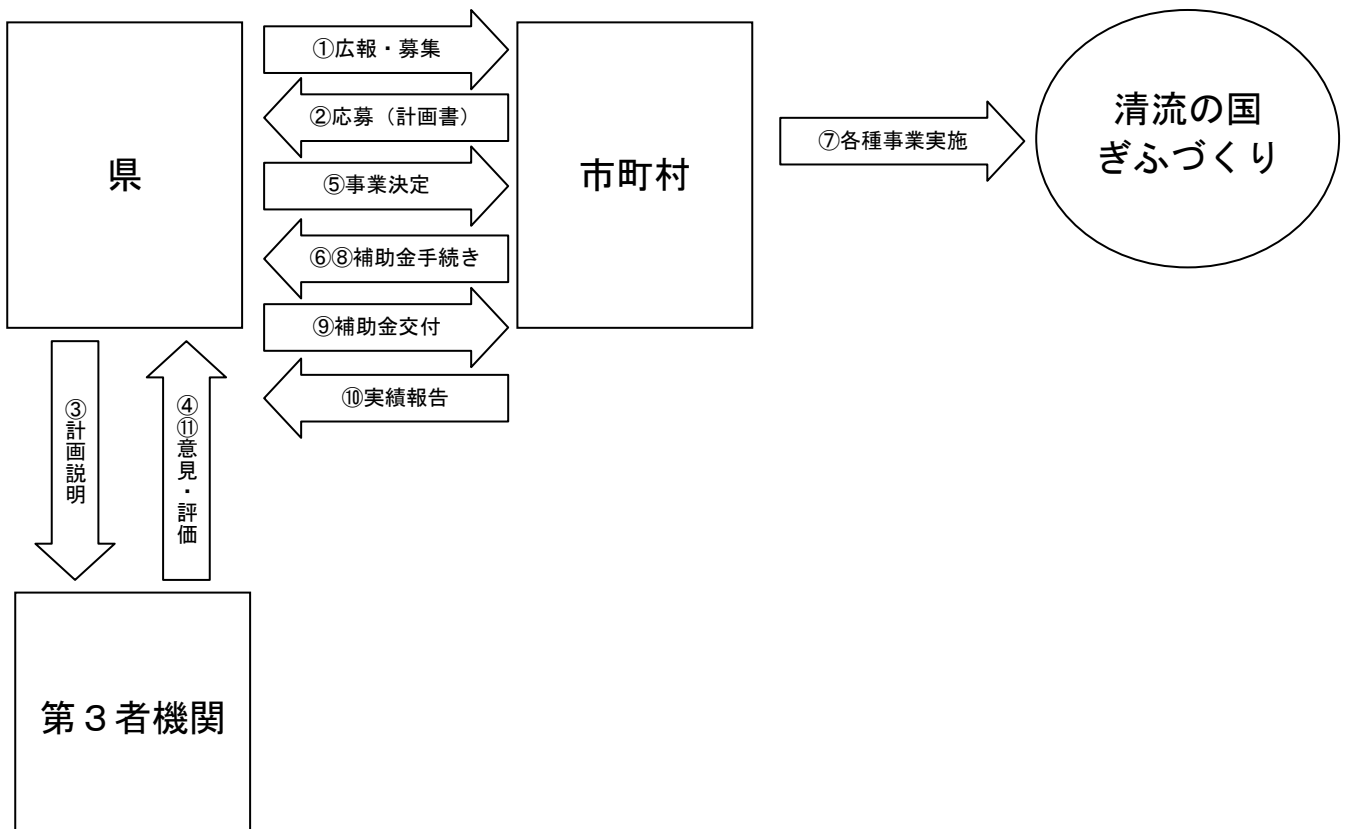 県
①広報・募集
②応募（計画書）
⑤事業決定
⑥⑧補助金手続き
⑨補助金交付
⑩実績報告
市町村
⑦各種事業実施
清流の国
ぎふづくり
③計画説明
④⑪意見・評価
第３者機関